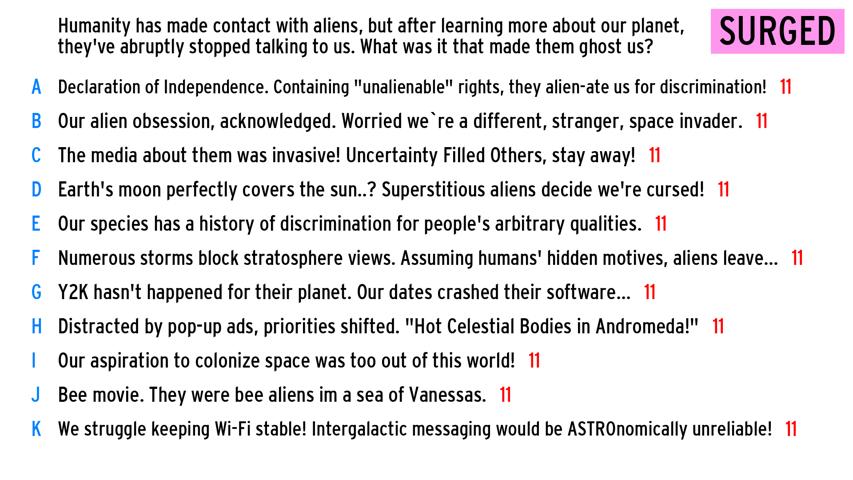 Humanity has made contact with aliens, but after learning more about our planet,
they've abruptly stopped talking to us. What was it that made them ghost us?
SURGED
A Declaration of Independence. Containing "unalienable" rights, they alien-ate us for discrimination! 11
B Our alien obsession, acknowledged. Worried we`re a different, stranger, space invader. 11
C The media about them was invasive! Uncertainty Filled Others, stay away! 11
D Earth's moon perfectly covers the sun..? Superstitious aliens decide we're cursed! 11
E Our species has a history of discrimination for people's arbitrary qualities. 11
F Numerous storms block stratosphere views. Assuming humans' hidden motives, aliens leave... 11
G Y2K hasn't happened for their planet. Our dates crashed their software... 11
H Distracted by pop-up ads, priorities shifted. "Hot Celestial Bodies in Andromeda!" 11
I Our aspiration to colonize space was too out of this world! 11
J Bee movie. They were bee aliens im a sea of Vanessas. 11
K We struggle keeping Wi-Fi stable! Intergalactic messaging would be ASTROnomically unreliable! 11